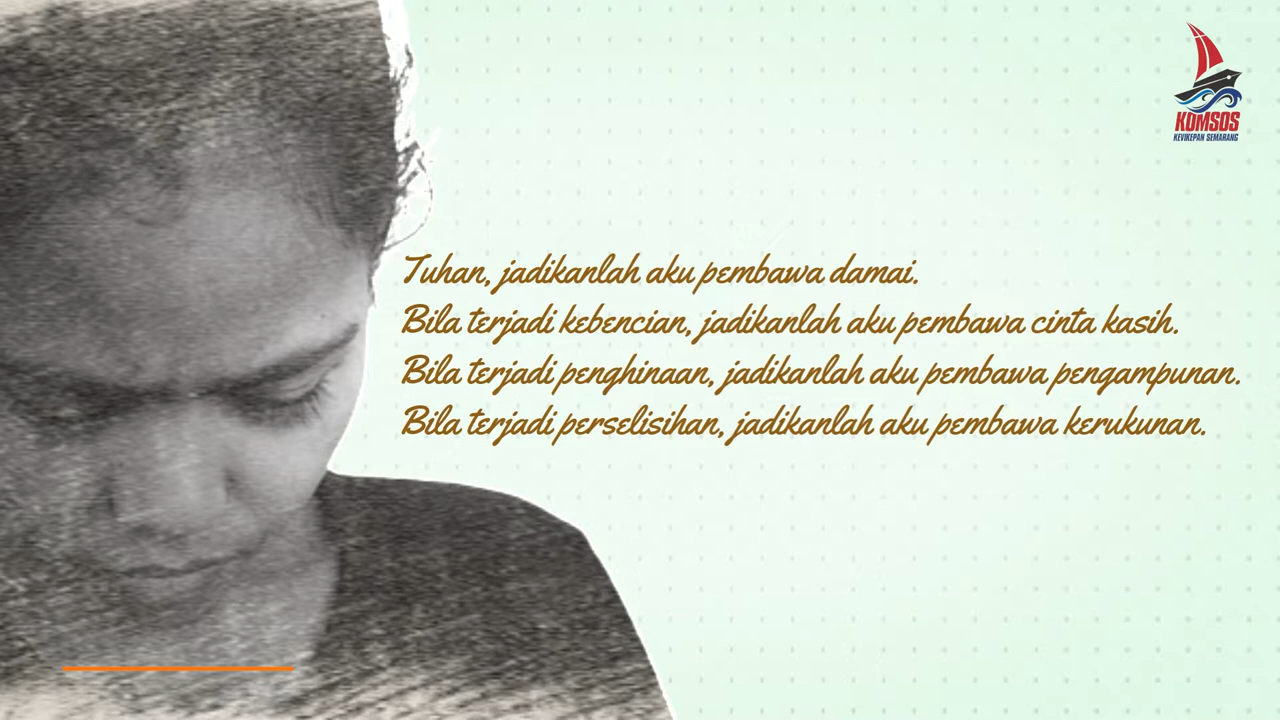 KOMSOS
KEVIKEPAN SEMARANG
Tuhan, jadikanlah aku pembawa damai.
Bila terjadi kebencian, jadikanlah aku pembawa cinta kasih.
Bila terjadi penghinaan, jadikanlah aku pembawa pengampunan.
Bila terjadi perselisihan, jadikanlah aku pembawa kerukunan.